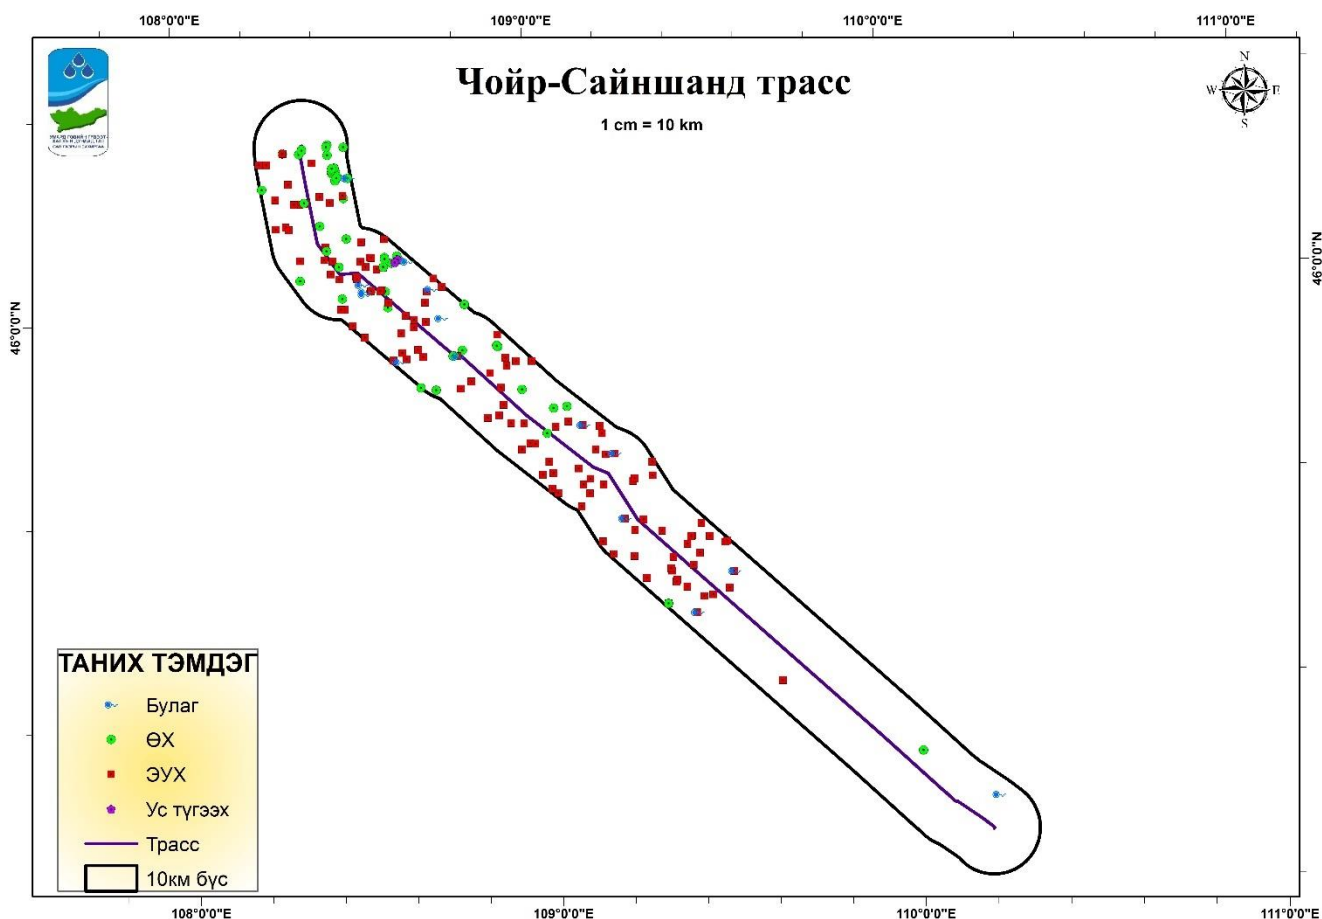 108°0'0"E 109°0'0"E 110°0'0"E 111°0'0"E
Чойр-Сайншанд трасс
1 cm = 10 km
N
W E
S
46°0'0"N
46°0'0"N
ТАНИХ ТЭМДЭГ
Булаг
ӨХ
ЭУХ
Ус түгээх
Трасс
10км бүс
108°0'0"E 109°0'0"E 110°0'0"E 111°0'0"E